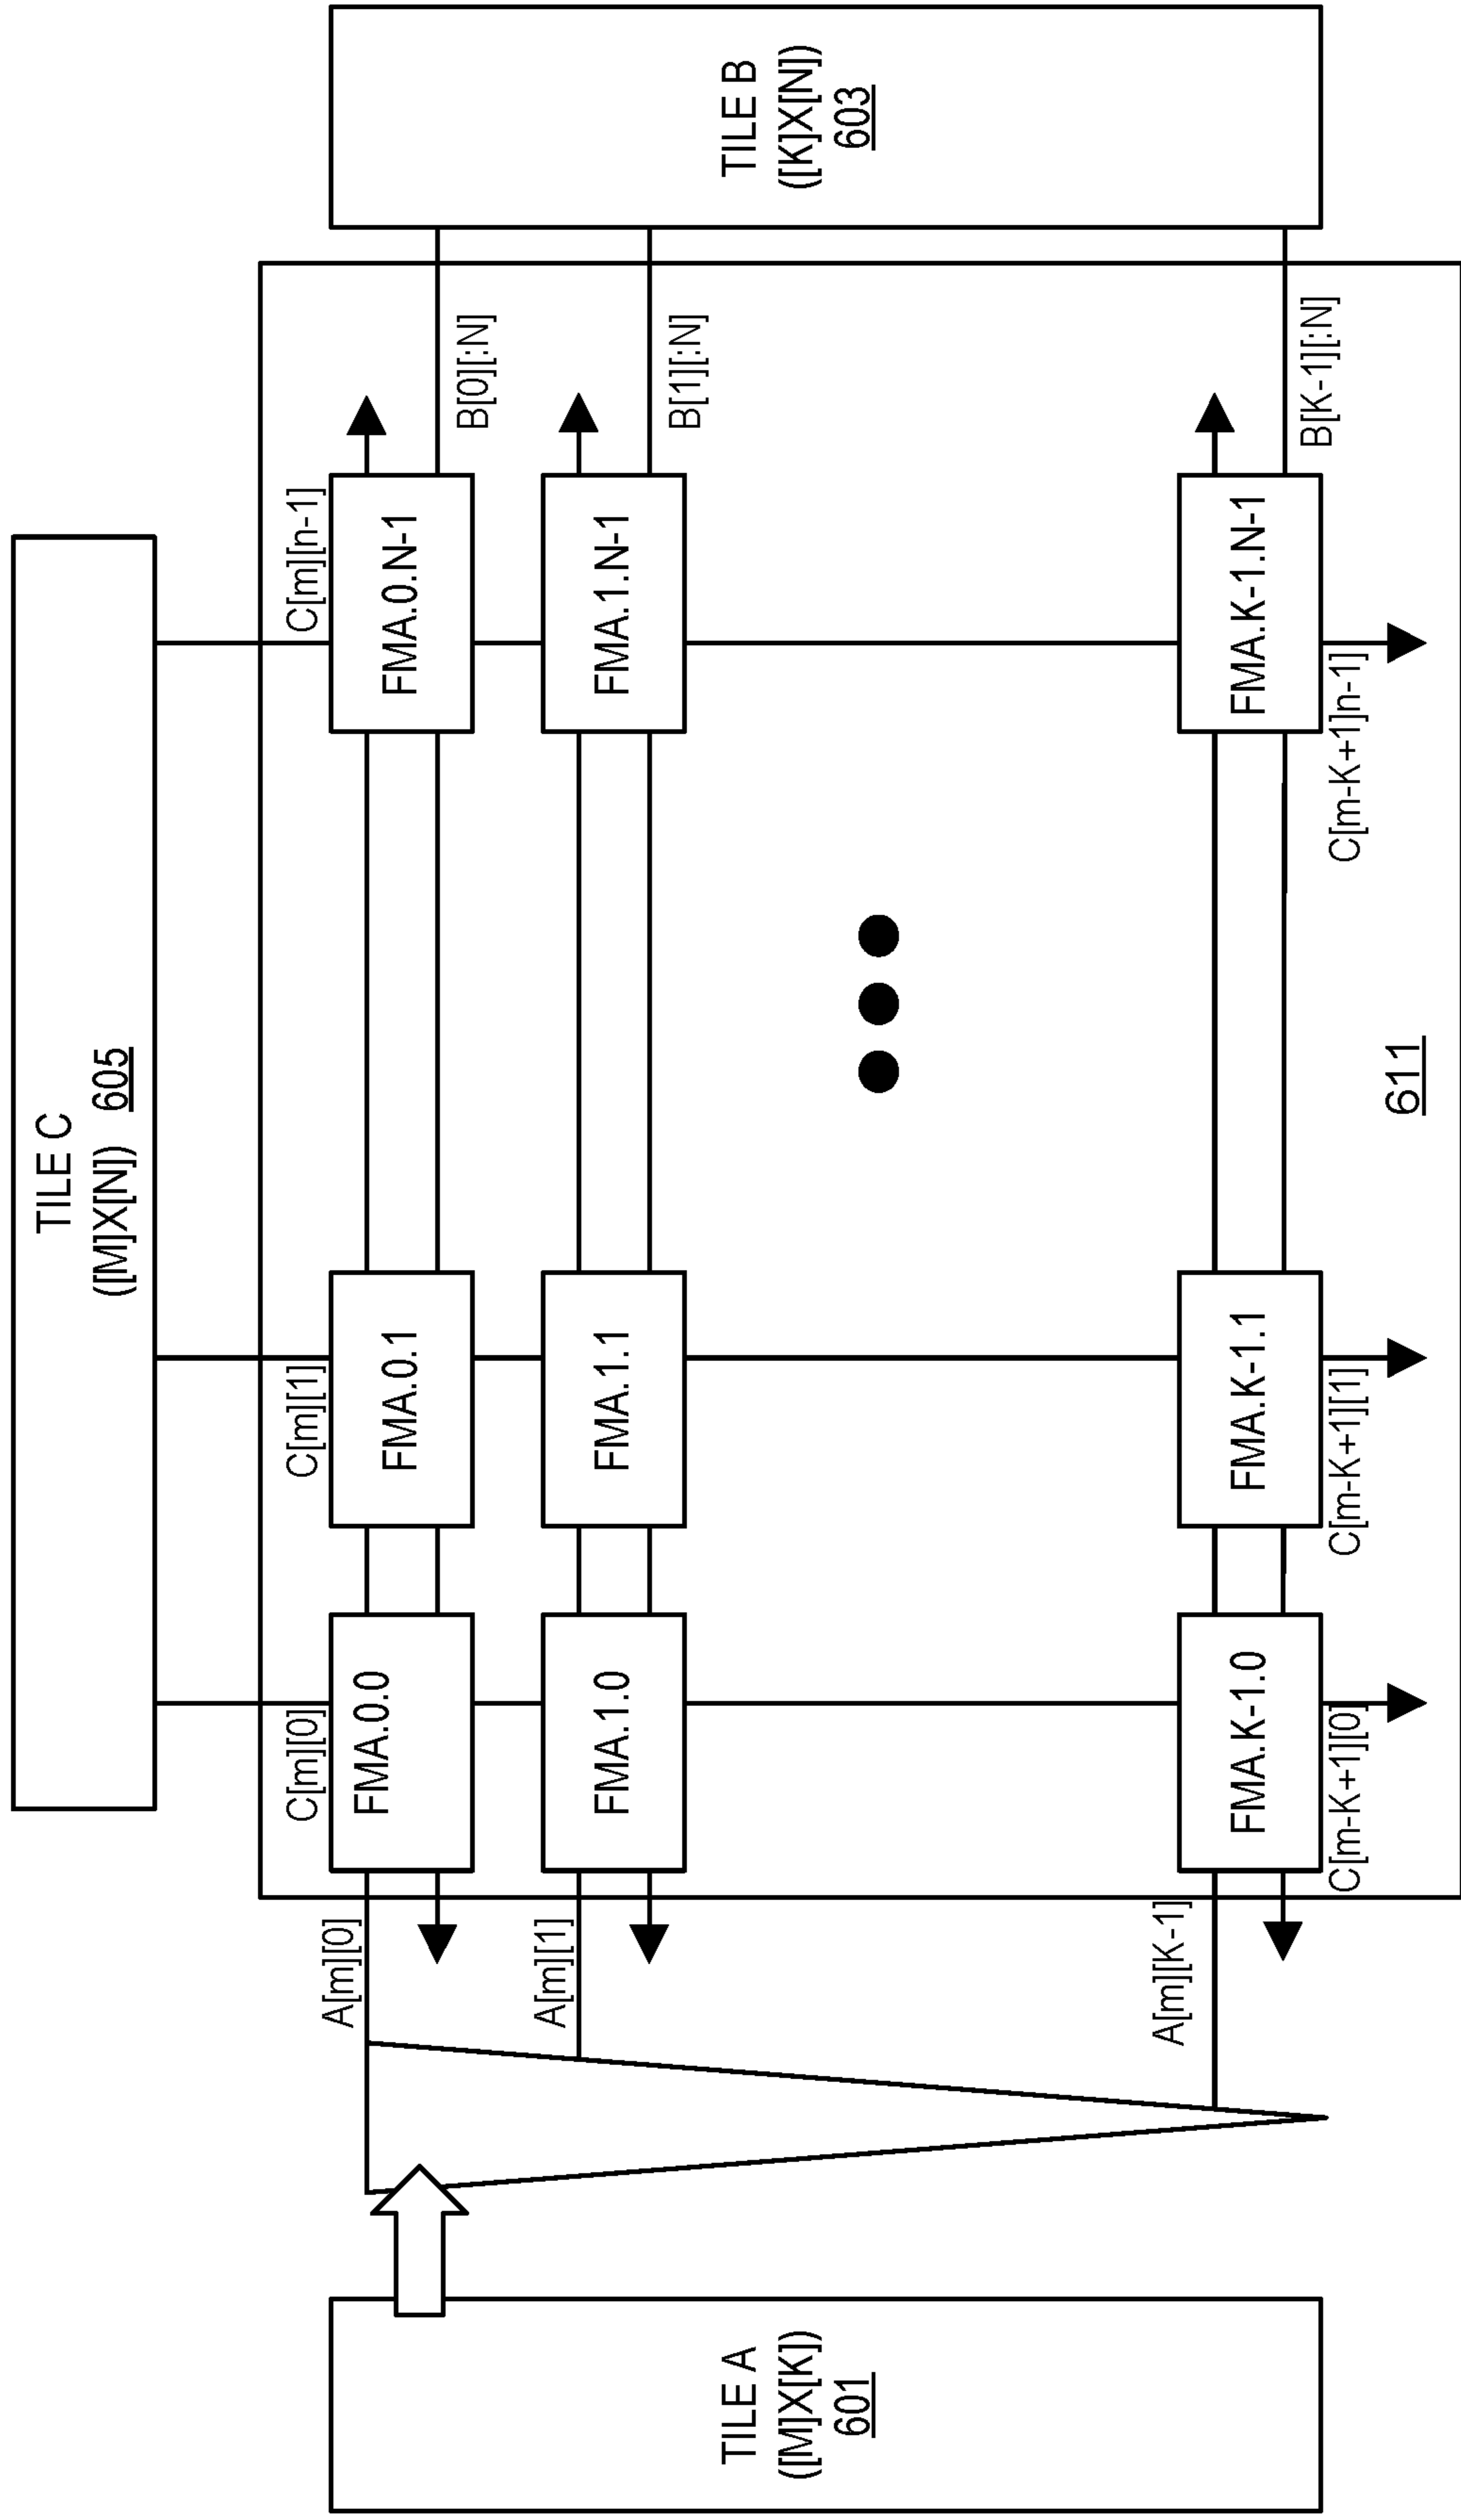 TILE C
([M]X[N]) 605
C[m][0]
C[m][1]
C[m][n-1]
A[m][0]
FMA.0.0
FMA.0.1
FMA.0.N-1
B[0][:N]
A[m][1]
FMA.1.0
FMA.1.1
FMA.1.N-1
B[1][:N]
TILE A
([M]X[K])
601
TILE B
([K]X[N])
603
A[m][K-1]
FMA.K-1.0
FMA.K-1.1
FMA.K-1.N-1
B[K-1][:N]
C[m-K+1][0]
C[m-K+1][1]
C[m-K+1]n-1]
611